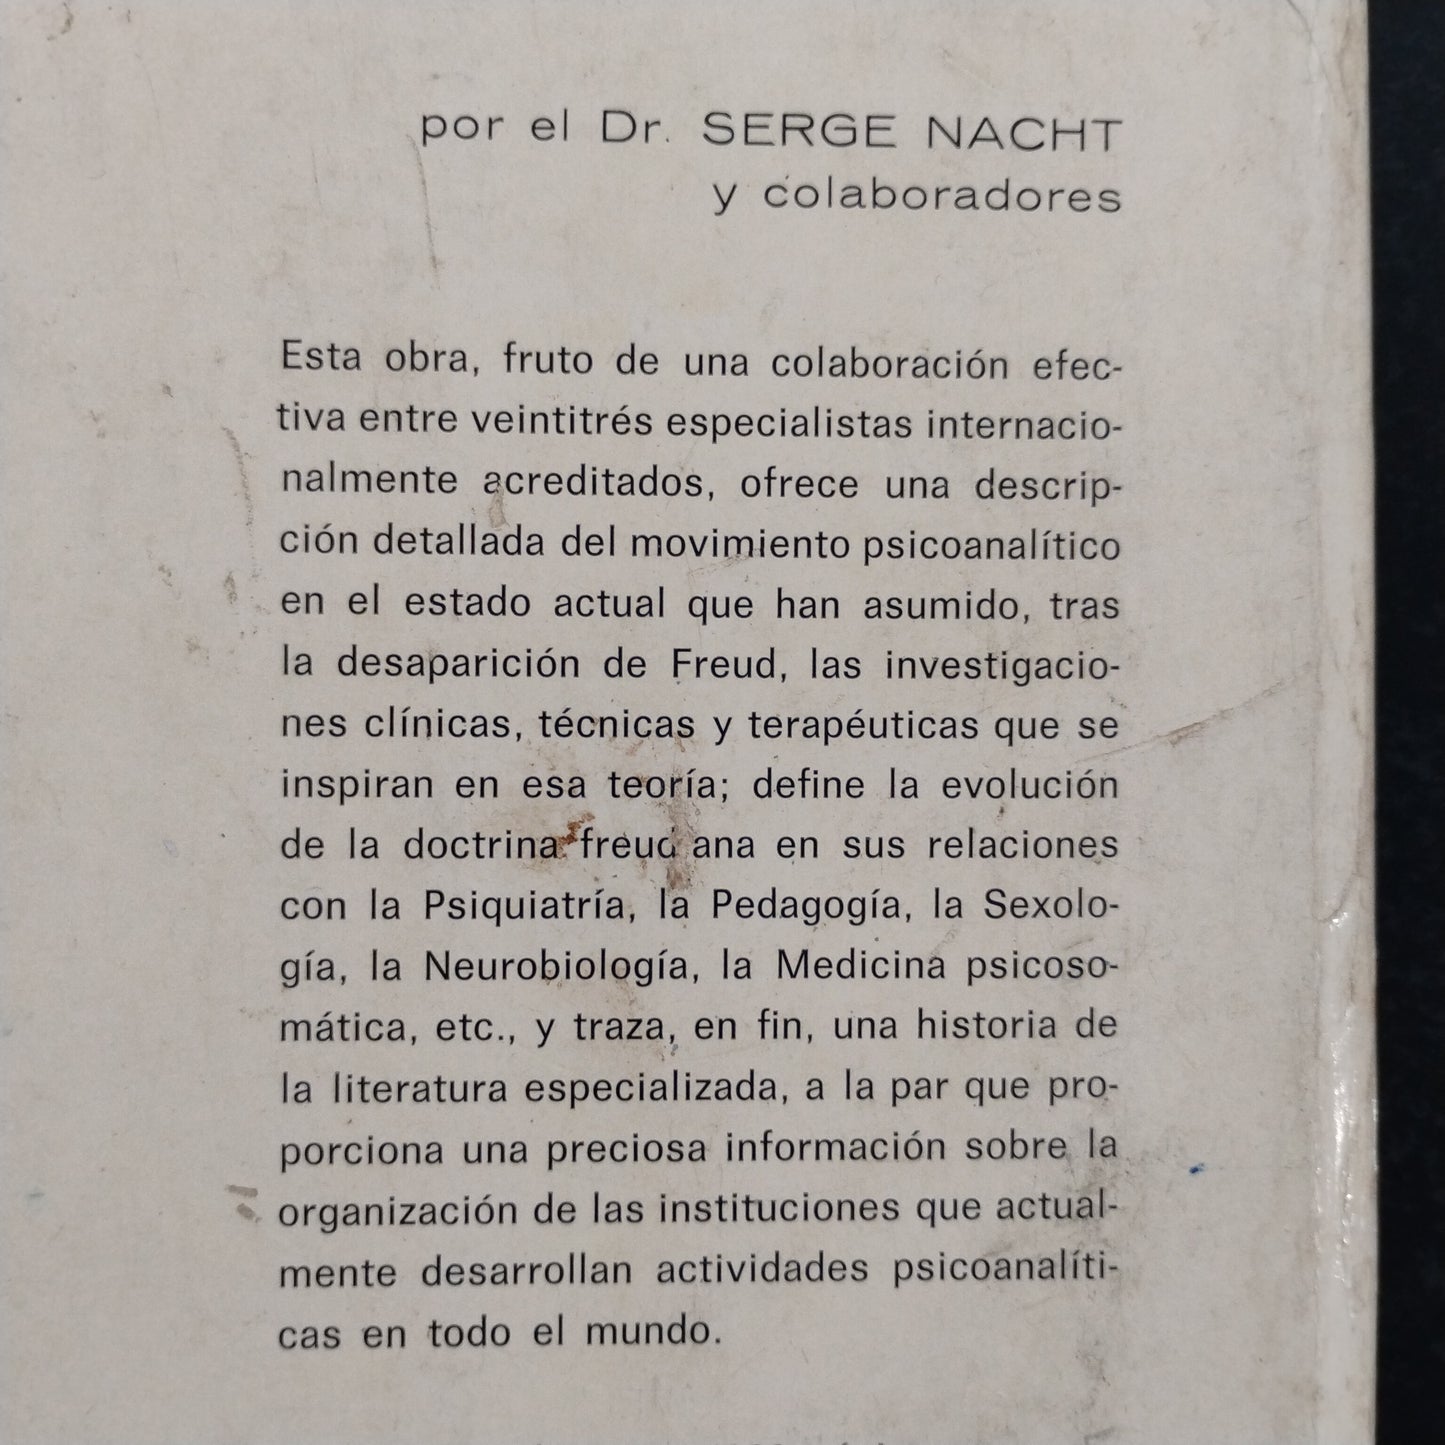 por el Dr. SERGE NACHT
y colaboradores
Esta obra, fruto de una colaboración efec-
tiva entre veintitrés especialistas internacio-
nalmente acreditados, ofrece una descrip-
ción detallada del movimiento psicoanalítico
en el estado actual que han asumido, tras
la desaparición de Freud, las investigacio-
nes clínicas, técnicas y terapéuticas que se
inspiran en esa teoría; define la evolución
de la doctrina freudiana en sus relaciones
con la Psiquiatría, la Pedagogía, la Sexolo-
gía, la Neurobiología, la Medicina psicoso-
mática, etc., y traza, en fin, una historia de
la literatura especializada, a la par que pro-
porciona una preciosa información sobre la
organización de las instituciones que actual-
mente desarrollan actividades psicoanalíti-
cas en todo el mundo.